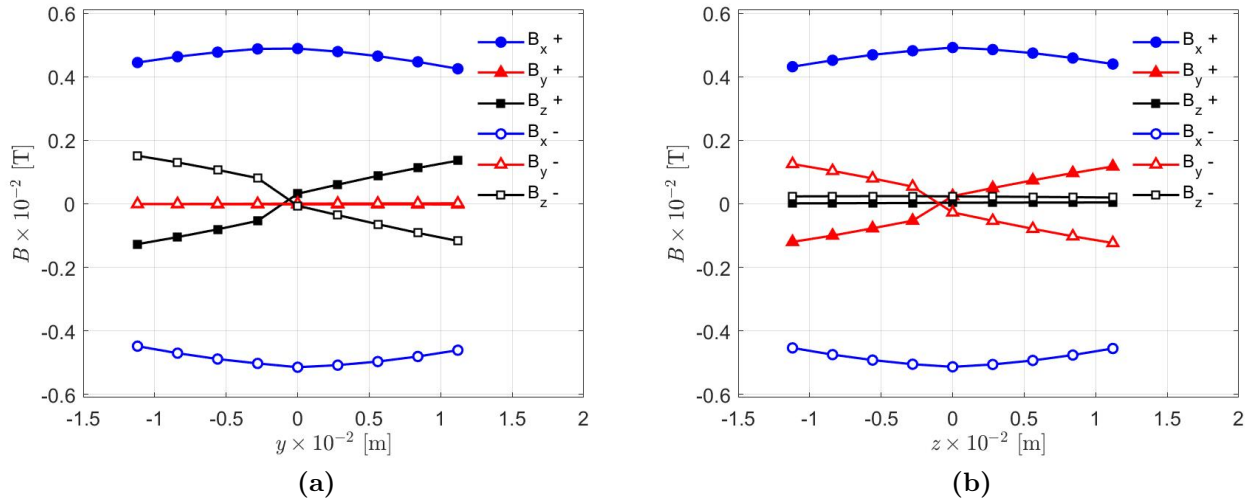 0.6
0.4
0.2
0
-0.2
-0.4
-0.6
B × 10⁻² [T]
-1.5 -1 -0.5 0 0.5 1 1.5 2
y × 10⁻² [m]
B_x +
B_y +
B_z +
B_x -
B_y -
B_z -
(a)
0.6
0.4
0.2
0
-0.2
-0.4
-0.6
B × 10⁻² [T]
-1.5 -1 -0.5 0 0.5 1 1.5 2
z × 10⁻² [m]
B_x +
B_y +
B_z +
B_x -
B_y -
B_z -
(b)